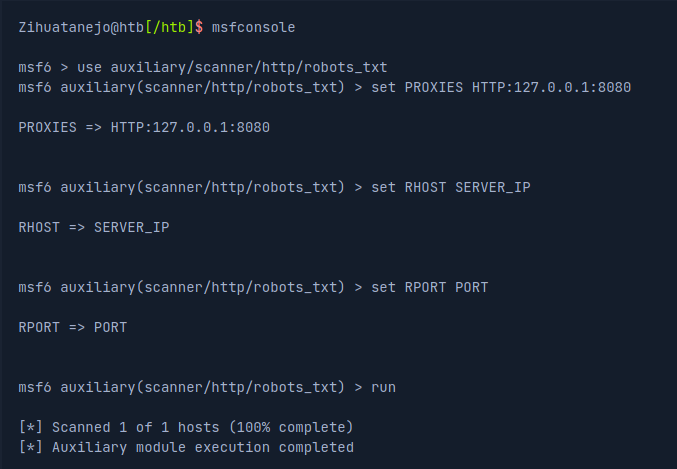 Zihuatanejo@htb[/htb]$ msfconsole
msf6 > use auxiliary/scanner/http/robots_txt
msf6 auxiliary(scanner/http/robots_txt) > set PROXIES HTTP:127.0.0.1:8080
PROXIES => HTTP:127.0.0.1:8080
msf6 auxiliary(scanner/http/robots_txt) > set RHOST SERVER_IP
RHOST => SERVER_IP
msf6 auxiliary(scanner/http/robots_txt) > set RPORT PORT
RPORT => PORT
msf6 auxiliary(scanner/http/robots_txt) > run
[*] Scanned 1 of 1 hosts (100% complete)
[*] Auxiliary module execution completed